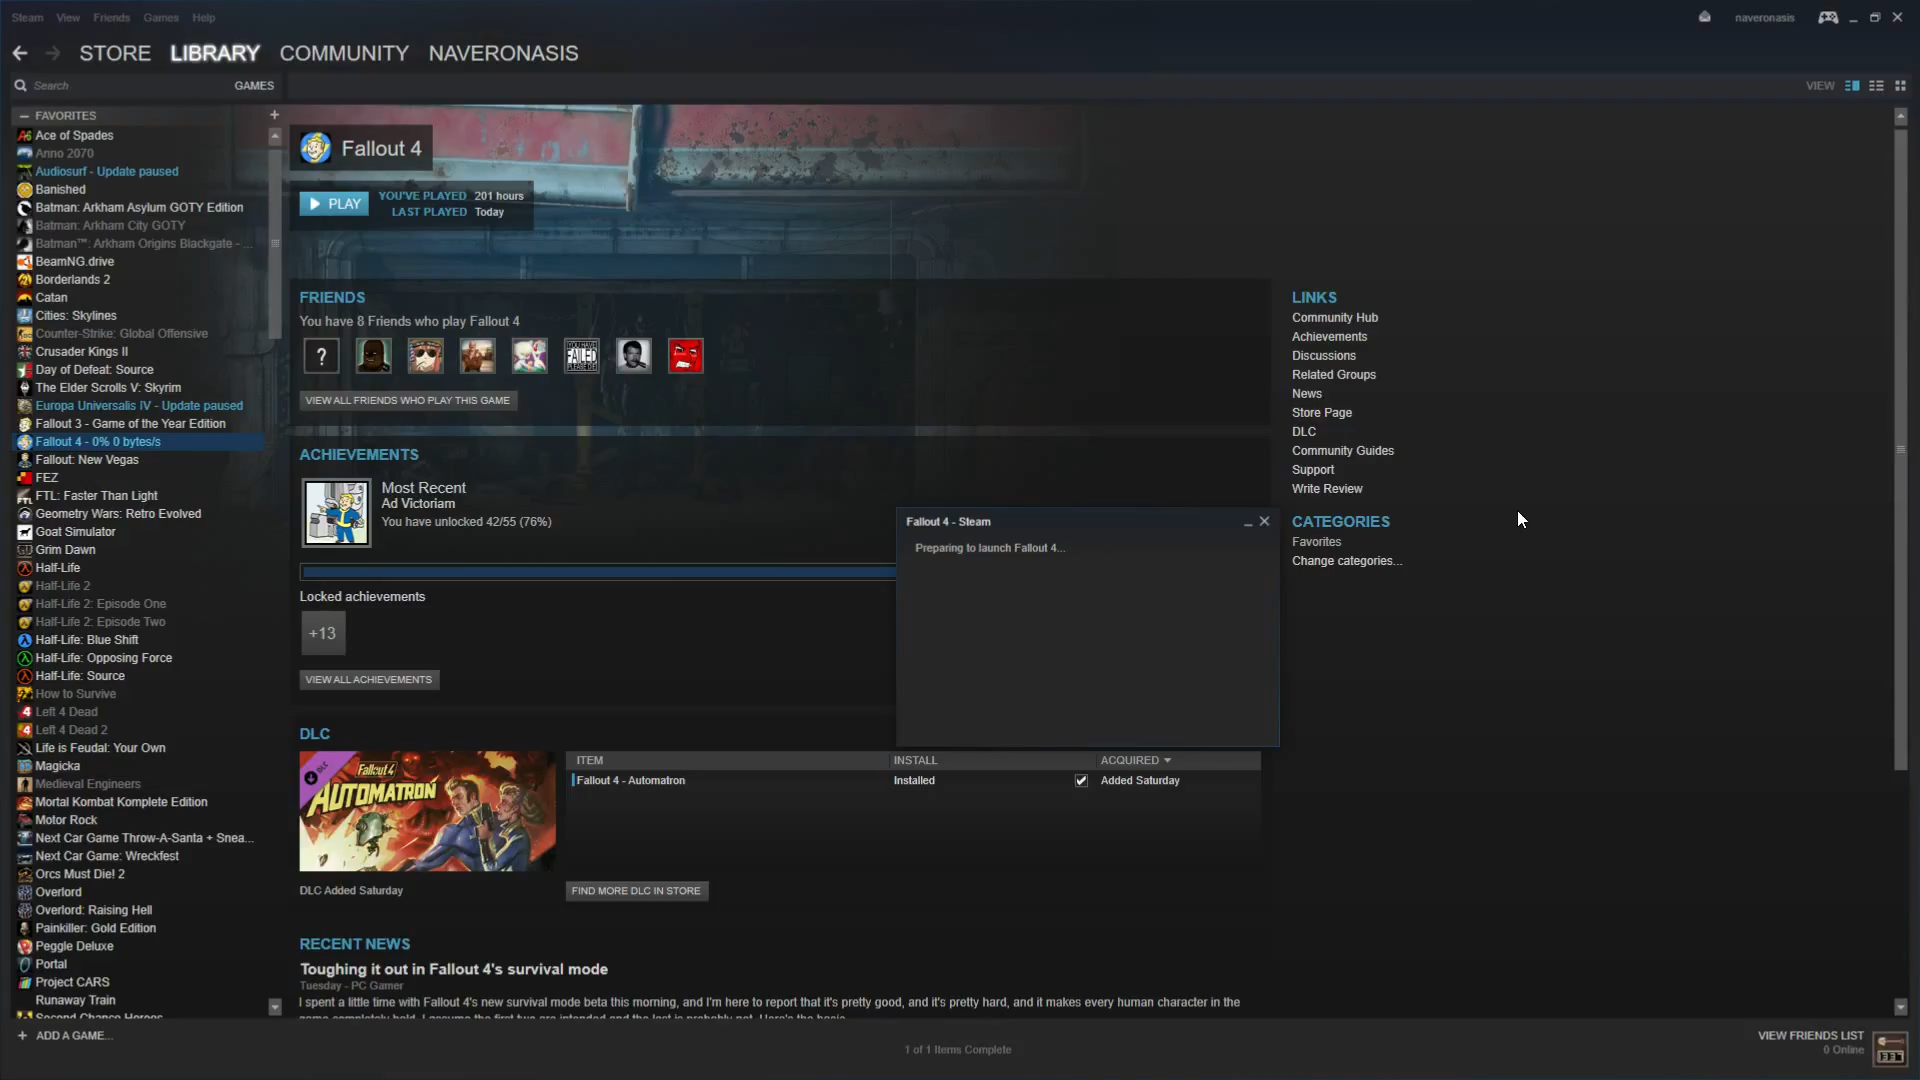 Steam View Friends Games Help
naveronasis
STORE LIBRARY COMMUNITY NAVERONASIS
Search GAMES
VIEW
FAVORITES
Ace of Spades
Anno 2070
Audiosurf - Update paused
Banished
Batman: Arkham Asylum GOTY Edition
Batman: Arkham City GOTY
Batman™: Arkham Origins Blackgate - ...
BeamNG.drive
Borderlands 2
Catan
Cities: Skylines
Counter-Strike: Global Offensive
Crusader Kings II
Day of Defeat: Source
The Elder Scrolls V: Skyrim
Europa Universalis IV - Update paused
Fallout 3 - Game of the Year Edition
Fallout 4 - 0% 0 bytes/s
Fallout: New Vegas
FEZ
FTL: Faster Than Light
Geometry Wars: Retro Evolved
Goat Simulator
Grim Dawn
Half-Life
Half-Life 2
Half-Life 2: Episode One
Half-Life 2: Episode Two
Half-Life: Blue Shift
Half-Life: Opposing Force
Half-Life: Source
How to Survive
Left 4 Dead
Left 4 Dead 2
Life is Feudal: Your Own
Magicka
Medieval Engineers
Mortal Kombat Komplete Edition
Motor Rock
Next Car Game Throw-A-Santa + Snea...
Next Car Game: Wreckfest
Orcs Must Die! 2
Overlord
Overlord: Raising Hell
Painkiller: Gold Edition
Peggle Deluxe
Portal
Project CARS
Runaway Train
Second Chance Heroes
+ ADD A GAME...
Fallout 4
PLAY
YOU'VE PLAYED 201 hours
LAST PLAYED Today
FRIENDS
You have 8 Friends who play Fallout 4
?
FAILED
VIEW ALL FRIENDS WHO PLAY THIS GAME
ACHIEVEMENTS
Most Recent
Ad Victoriam
You have unlocked 42/55 (76%)
Locked achievements
+13
VIEW ALL ACHIEVEMENTS
DLC
DLC
Fallout 4
AUTOMATRON
DLC Added Saturday
ITEM INSTALL ACQUIRED
Fallout 4 - Automatron Installed Added Saturday
FIND MORE DLC IN STORE
RECENT NEWS
Toughing it out in Fallout 4's survival mode
Tuesday - PC Gamer
I spent a little time with Fallout 4's new survival mode beta this morning, and I'm here to report that it's pretty good, and it's pretty hard, and it makes every human character in the
Fallout 4 - Steam
Preparing to launch Fallout 4...
LINKS
Community Hub
Achievements
Discussions
Related Groups
News
Store Page
DLC
Community Guides
Support
Write Review
CATEGORIES
Favorites
Change categories...
1 of 1 Items Complete
VIEW FRIENDS LIST
0 Online
1337